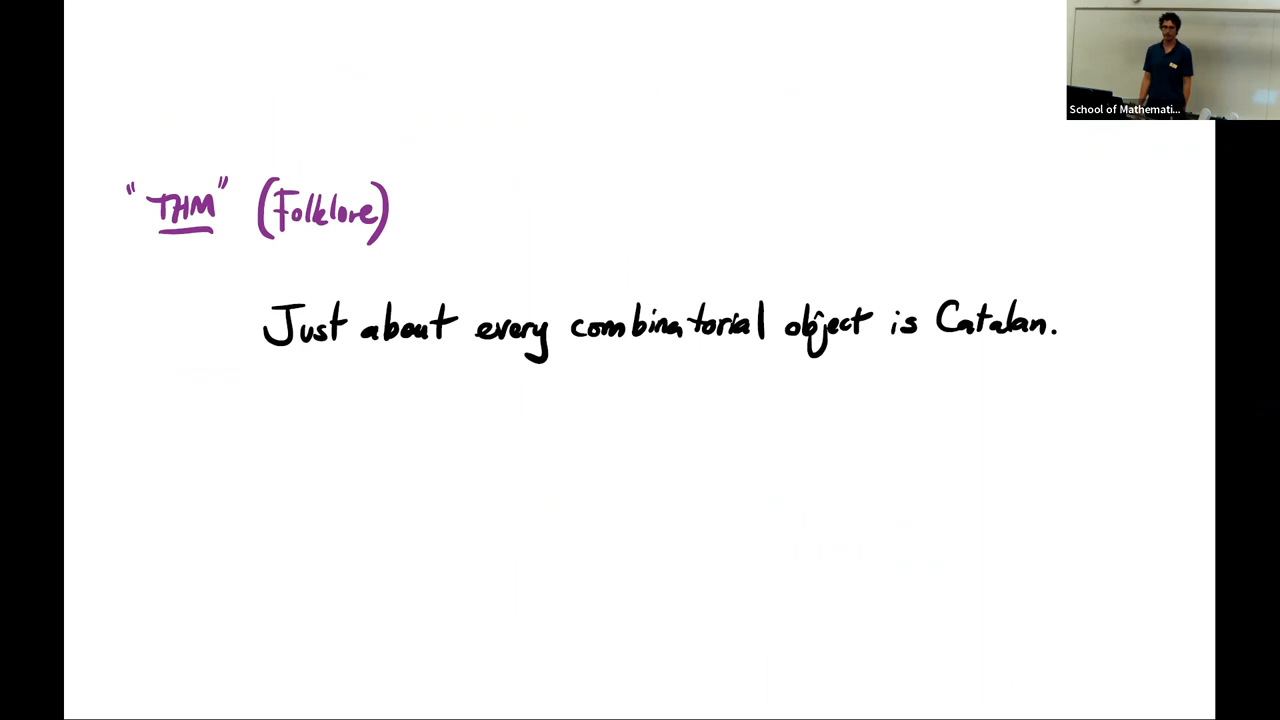 School of Mathemati...
"THM" (Folklore)
Just about every combinatorial object is Catalan.